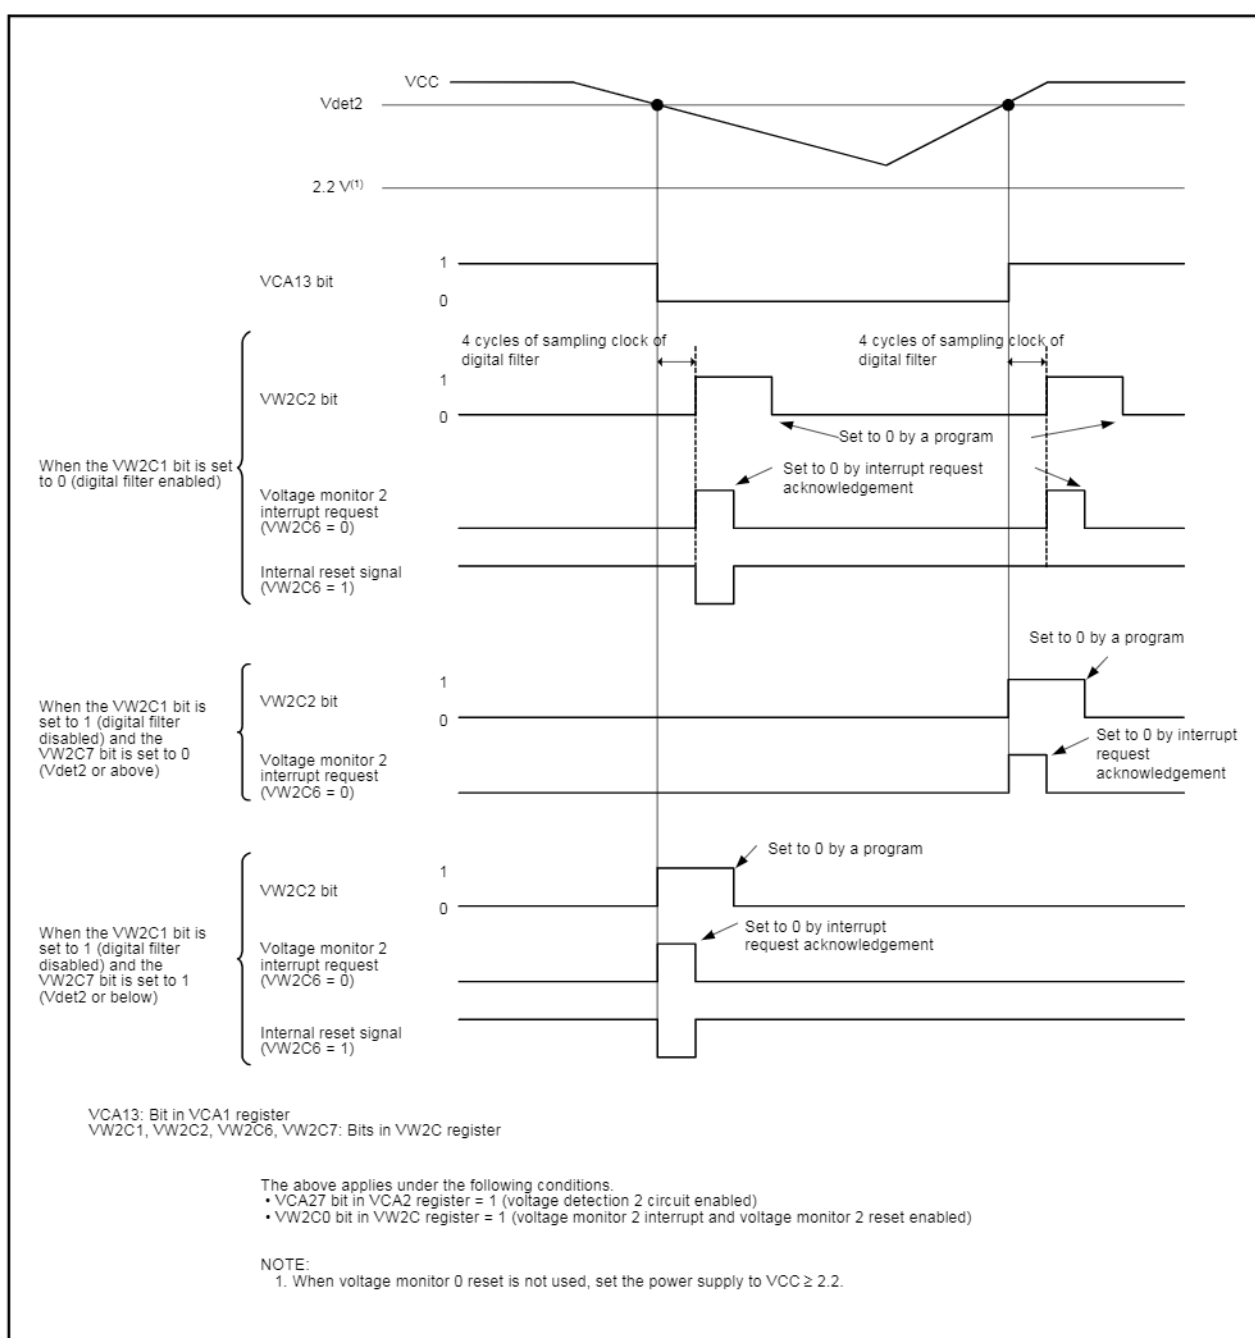 VCC
Vdet2
2.2 V(1)
VCA13 bit
1
0
4 cycles of sampling clock of
digital filter
4 cycles of sampling clock of
digital filter
VW2C2 bit
1
0
Set to 0 by a program
When the VW2C1 bit is set
to 0 (digital filter enabled)
Set to 0 by interrupt request
acknowledgement
Voltage monitor 2
interrupt request
(VW2C6 = 0)
Internal reset signal
(VW2C6 = 1)
Set to 0 by a program
When the VW2C1 bit is
set to 1 (digital filter
disabled) and the
VW2C7 bit is set to 0
(Vdet2 or above)
VW2C2 bit
1
0
Voltage monitor 2
interrupt request
(VW2C6 = 0)
Set to 0 by interrupt
request
acknowledgement
Set to 0 by a program
VW2C2 bit
1
0
When the VW2C1 bit is
set to 1 (digital filter
disabled) and the
VW2C7 bit is set to 1
(Vdet2 or below)
Set to 0 by interrupt
request acknowledgement
Voltage monitor 2
interrupt request
(VW2C6 = 0)
Internal reset signal
(VW2C6 = 1)
VCA13: Bit in VCA1 register
VW2C1, VW2C2, VW2C6, VW2C7: Bits in VW2C register
The above applies under the following conditions.
• VCA27 bit in VCA2 register = 1 (voltage detection 2 circuit enabled)
• VW2C0 bit in VW2C register = 1 (voltage monitor 2 interrupt and voltage monitor 2 reset enabled)
NOTE:
1. When voltage monitor 0 reset is not used, set the power supply to VCC ≥ 2.2.